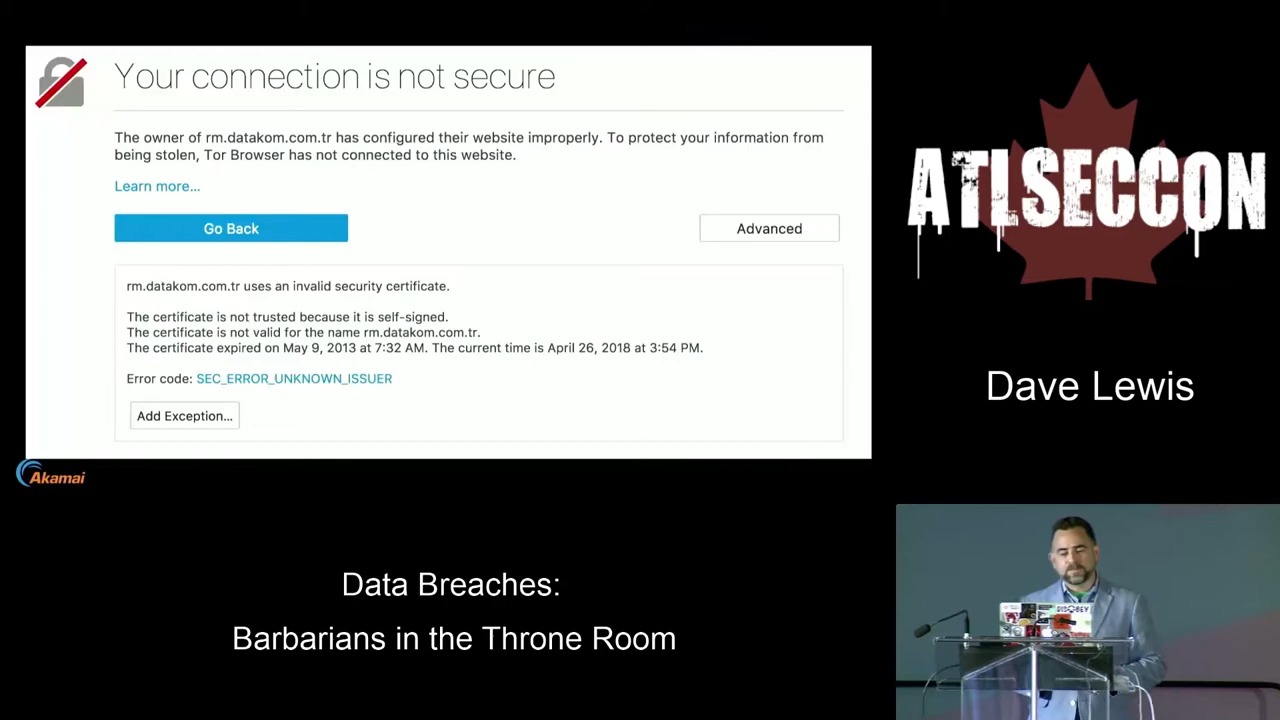 Your connection is not secure
The owner of rm.datakom.com.tr has configured their website improperly. To protect your information from
being stolen, Tor Browser has not connected to this website.
Learn more...
Go Back
Advanced
rm.datakom.com.tr uses an invalid security certificate.
The certificate is not trusted because it is self-signed.
The certificate is not valid for the name rm.datakom.com.tr.
The certificate expired on May 9, 2013 at 7:32 AM. The current time is April 26, 2018 at 3:54 PM.
Error code: SEC_ERROR_UNKNOWN_ISSUER
Add Exception...
Akamai
ATLSECCON
Dave Lewis
Data Breaches:
Barbarians in the Throne Room
DISOBEY